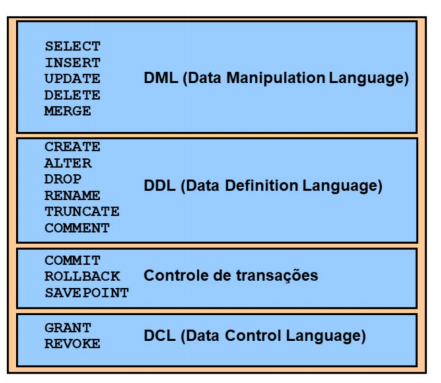 SELECT
INSERT
UPDATE DML (Data Manipulation Language)
DELETE
MERGE
CREATE
ALTER
DROP
RENAME DDL (Data Definition Language)
TRUNCATE
COMMENT
COMMIT
ROLLBACK Controle de transações
SAVEPOINT
GRANT
REVOKE DCL (Data Control Language)